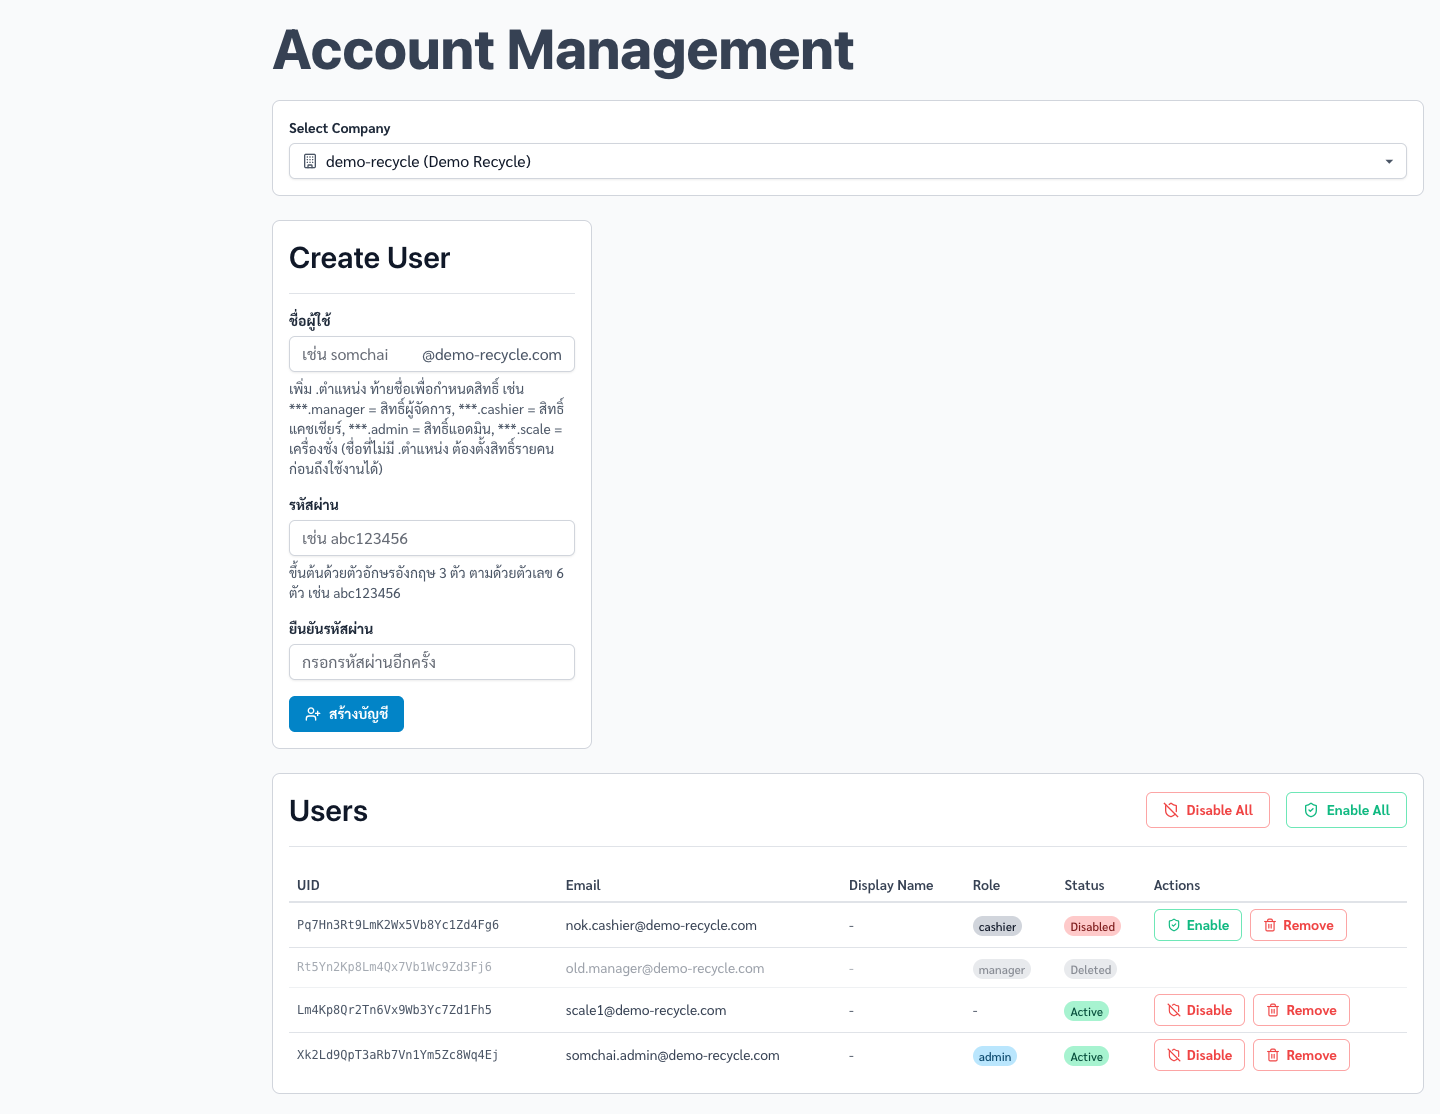 Account Management
Select Company
demo-recycle (Demo Recycle)
Create User
ชื่อผู้ใช้
เช่น somchai @demo-recycle.com
เพิ่ม .ตำแหน่ง ท้ายชื่อเพื่อกำหนดสิทธิ์ เช่น
***.manager = สิทธิ์ผู้จัดการ, ***.cashier = สิทธิ์
แคชเชียร์, ***.admin = สิทธิ์แอดมิน, ***.scale =
เครื่องชั่ง (ชื่อที่ไม่มี .ตำแหน่ง ต้องตั้งสิทธิ์รายคน
ก่อนถึงใช้งานได้)
รหัสผ่าน
เช่น abc123456
ขึ้นต้นด้วยตัวอักษรอังกฤษ 3 ตัว ตามด้วยตัวเลข 6
ตัว เช่น abc123456
ยืนยันรหัสผ่าน
กรอกรหัสผ่านอีกครั้ง
สร้างบัญชี
Users Disable All Enable All
UID Email Display Name Role Status Actions
Pq7Hn3Rt9LmK2Wx5Vb8Yc1Zd4Fg6 nok.cashier@demo-recycle.com - cashier Disabled Enable Remove
Rt5Yn2Kp8Lm4Qx7Vb1Wc9Zd3Fj6 old.manager@demo-recycle.com - manager Deleted
Lm4Kp8Qr2Tn6Vx9Wb3Yc7Zd1Fh5 scale1@demo-recycle.com - - Active Disable Remove
Xk2Ld9QpT3aRb7Vn1Ym5Zc8Wq4Ej somchai.admin@demo-recycle.com - admin Active Disable Remove